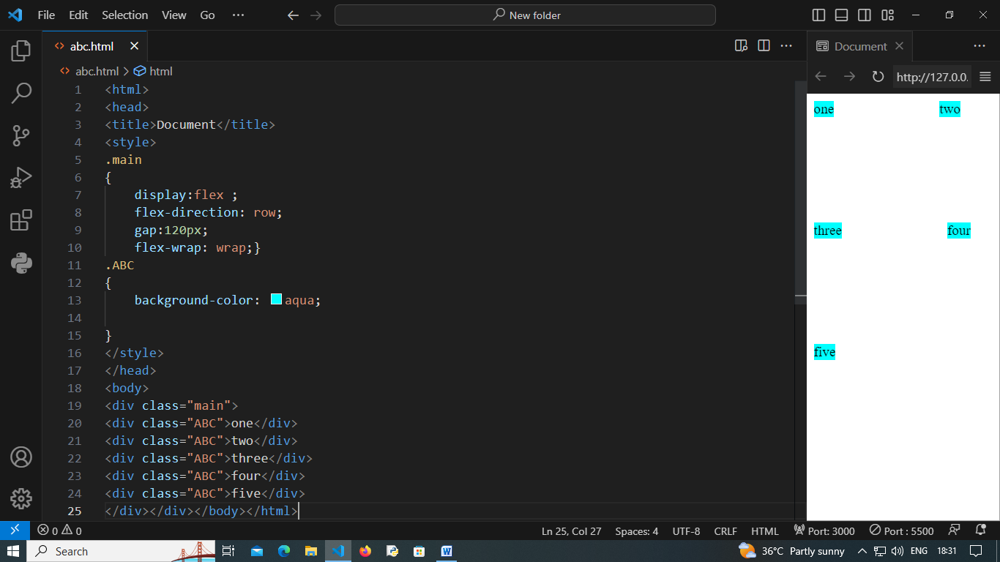 File Edit Selection View Go ··· New folder
abc.html
Document
abc.html > html
http://127.0.0.
1 <html>
2 <head>
3 <title>Document</title>
4 <style>
5 .main
6 {
7 display:flex ;
8 flex-direction: row;
9 gap:120px;
10 flex-wrap: wrap;}
11 .ABC
12 {
13 background-color: aqua;
14
15 }
16 </style>
17 </head>
18 <body>
19 <div class="main">
20 <div class="ABC">one</div>
21 <div class="ABC">two</div>
22 <div class="ABC">three</div>
23 <div class="ABC">four</div>
24 <div class="ABC">five</div>
25 </div></div></body></html>
one two
three four
five
0 0 Ln 25, Col 27 Spaces: 4 UTF-8 CRLF HTML Port: 3000 Port : 5500
Search 36°C Partly sunny ENG 18:31